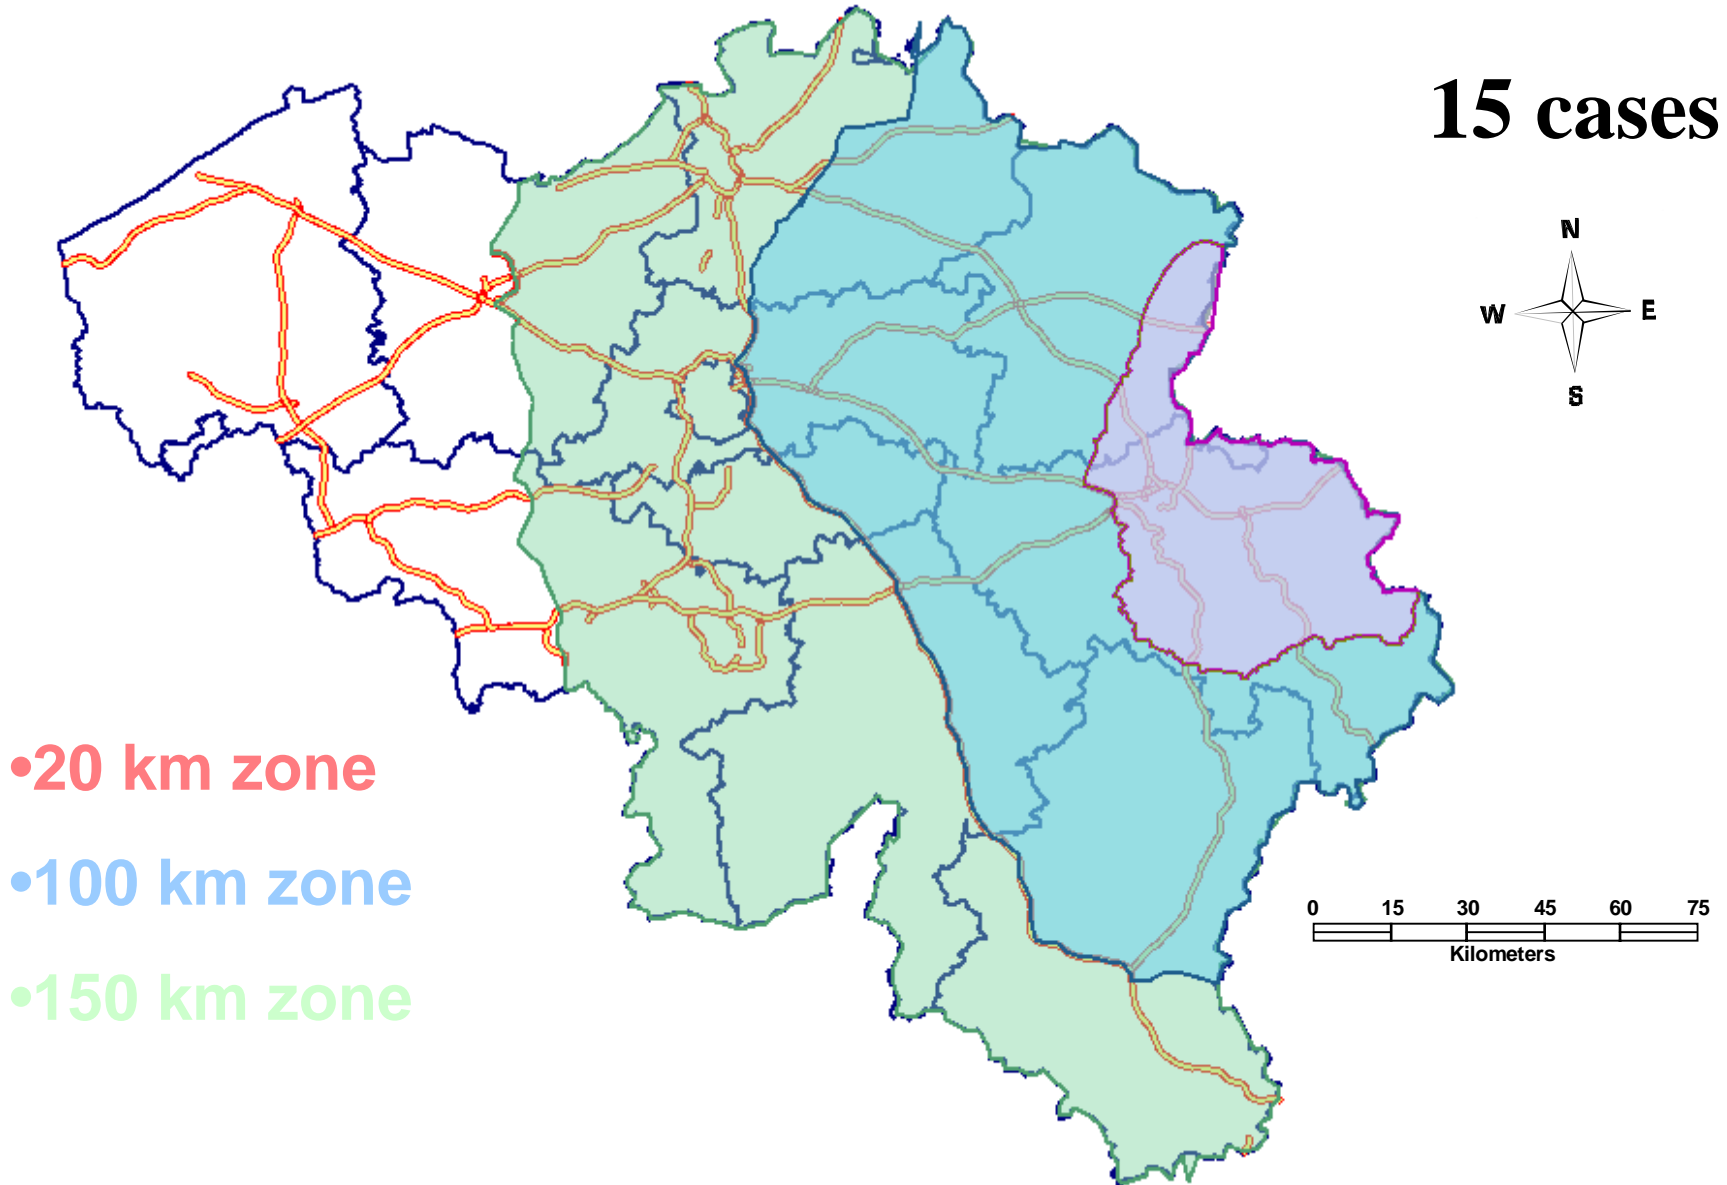 15 cases
N
W E
S
•20 km zone
•100 km zone
•150 km zone
0 15 30 45 60 75
Kilometers